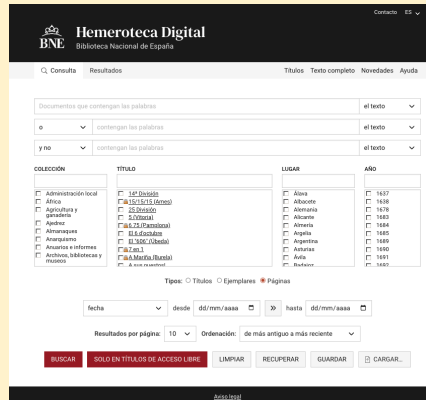 Contacto ES
BNE
Hemeroteca Digital
Biblioteca Nacional de España
Consulta Resultados Títulos Texto completo Novedades Ayuda
Documentos que contengan las palabras el texto
o contengan las palabras el texto
y no contengan las palabras el texto
COLECCIÓN TÍTULO LUGAR AÑO
Administración local 14ª División Álava 1637
África 15/15/15 (Ames) Albacete 1638
Agricultura y ganadería 25 División Alemania 1678
Ajedrez 5 (Vitoria) Alicante 1683
Almanaques 6 75 (Pamplona) Almería 1684
Anarquismo El 6 d'octubre Argelia 1685
Anuarios e informes El "606" (Úbeda) Argentina 1689
Archivos, bibliotecas y museos 7 en 1 Asturias 1690
A Mariña (Burela) Ávila 1691
Badajoz 1692
Tipos: Títulos Ejemplares Páginas
fecha desde dd/mm/aaaa » hasta dd/mm/aaaa
Resultados por página: 10 Ordenación: de más antiguo a más reciente
BUSCAR SOLO EN TÍTULOS DE ACCESO LIBRE LIMPIAR RECUPERAR GUARDAR CARGAR...
Aviso legal